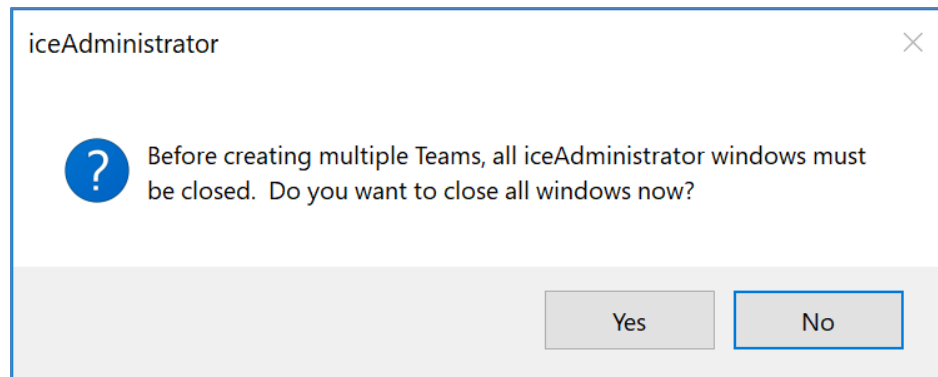 iceAdministrator
?
Before creating multiple Teams, all iceAdministrator windows must
be closed.  Do you want to close all windows now?
Yes
No